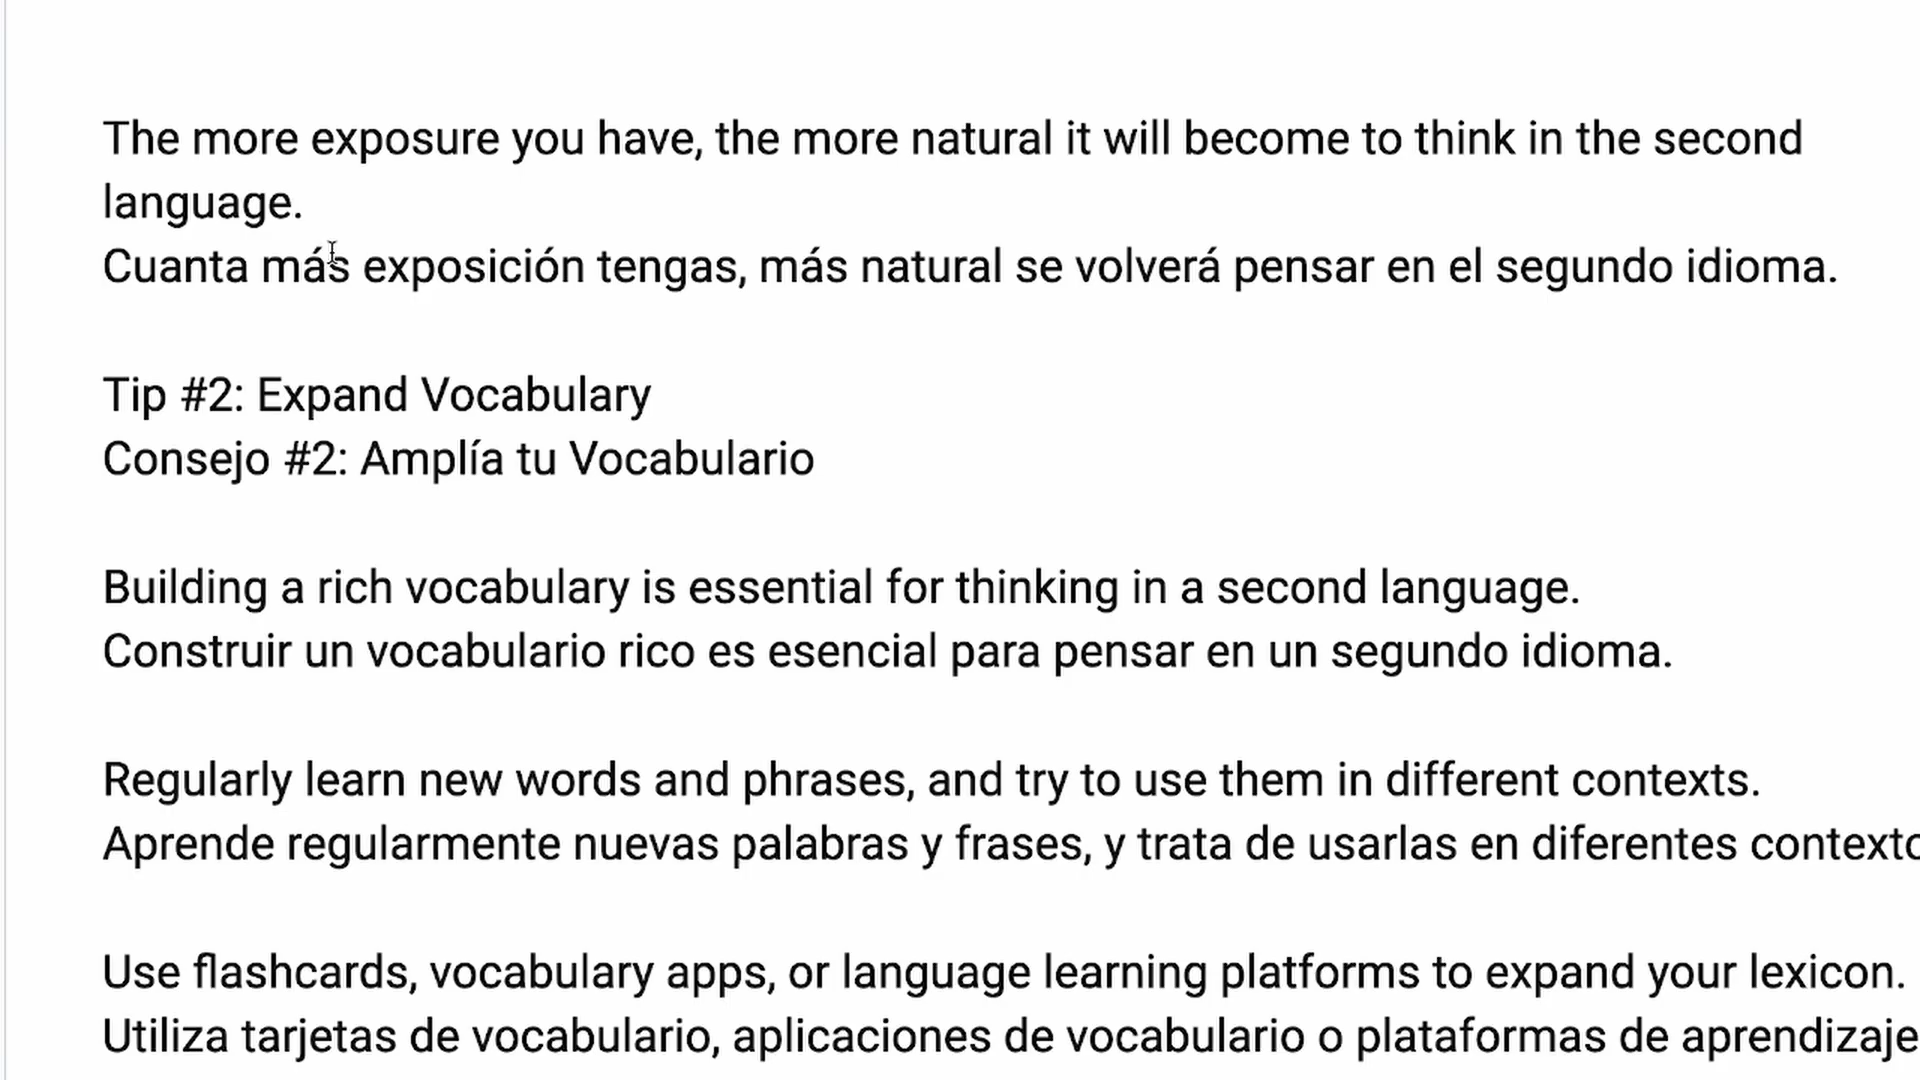 The more exposure you have, the more natural it will become to think in the second
language.
Cuanta más exposición tengas, más natural se volverá pensar en el segundo idioma.
Tip #2: Expand Vocabulary
Consejo #2: Amplía tu Vocabulario
Building a rich vocabulary is essential for thinking in a second language.
Construir un vocabulario rico es esencial para pensar en un segundo idioma.
Regularly learn new words and phrases, and try to use them in different contexts.
Aprende regularmente nuevas palabras y frases, y trata de usarlas en diferentes
Use flashcards, vocabulary apps, or language learning platforms to expand your lexicon.
Utiliza tarjetas de vocabulario, aplicaciones de vocabulario o plataformas de aprendizaje